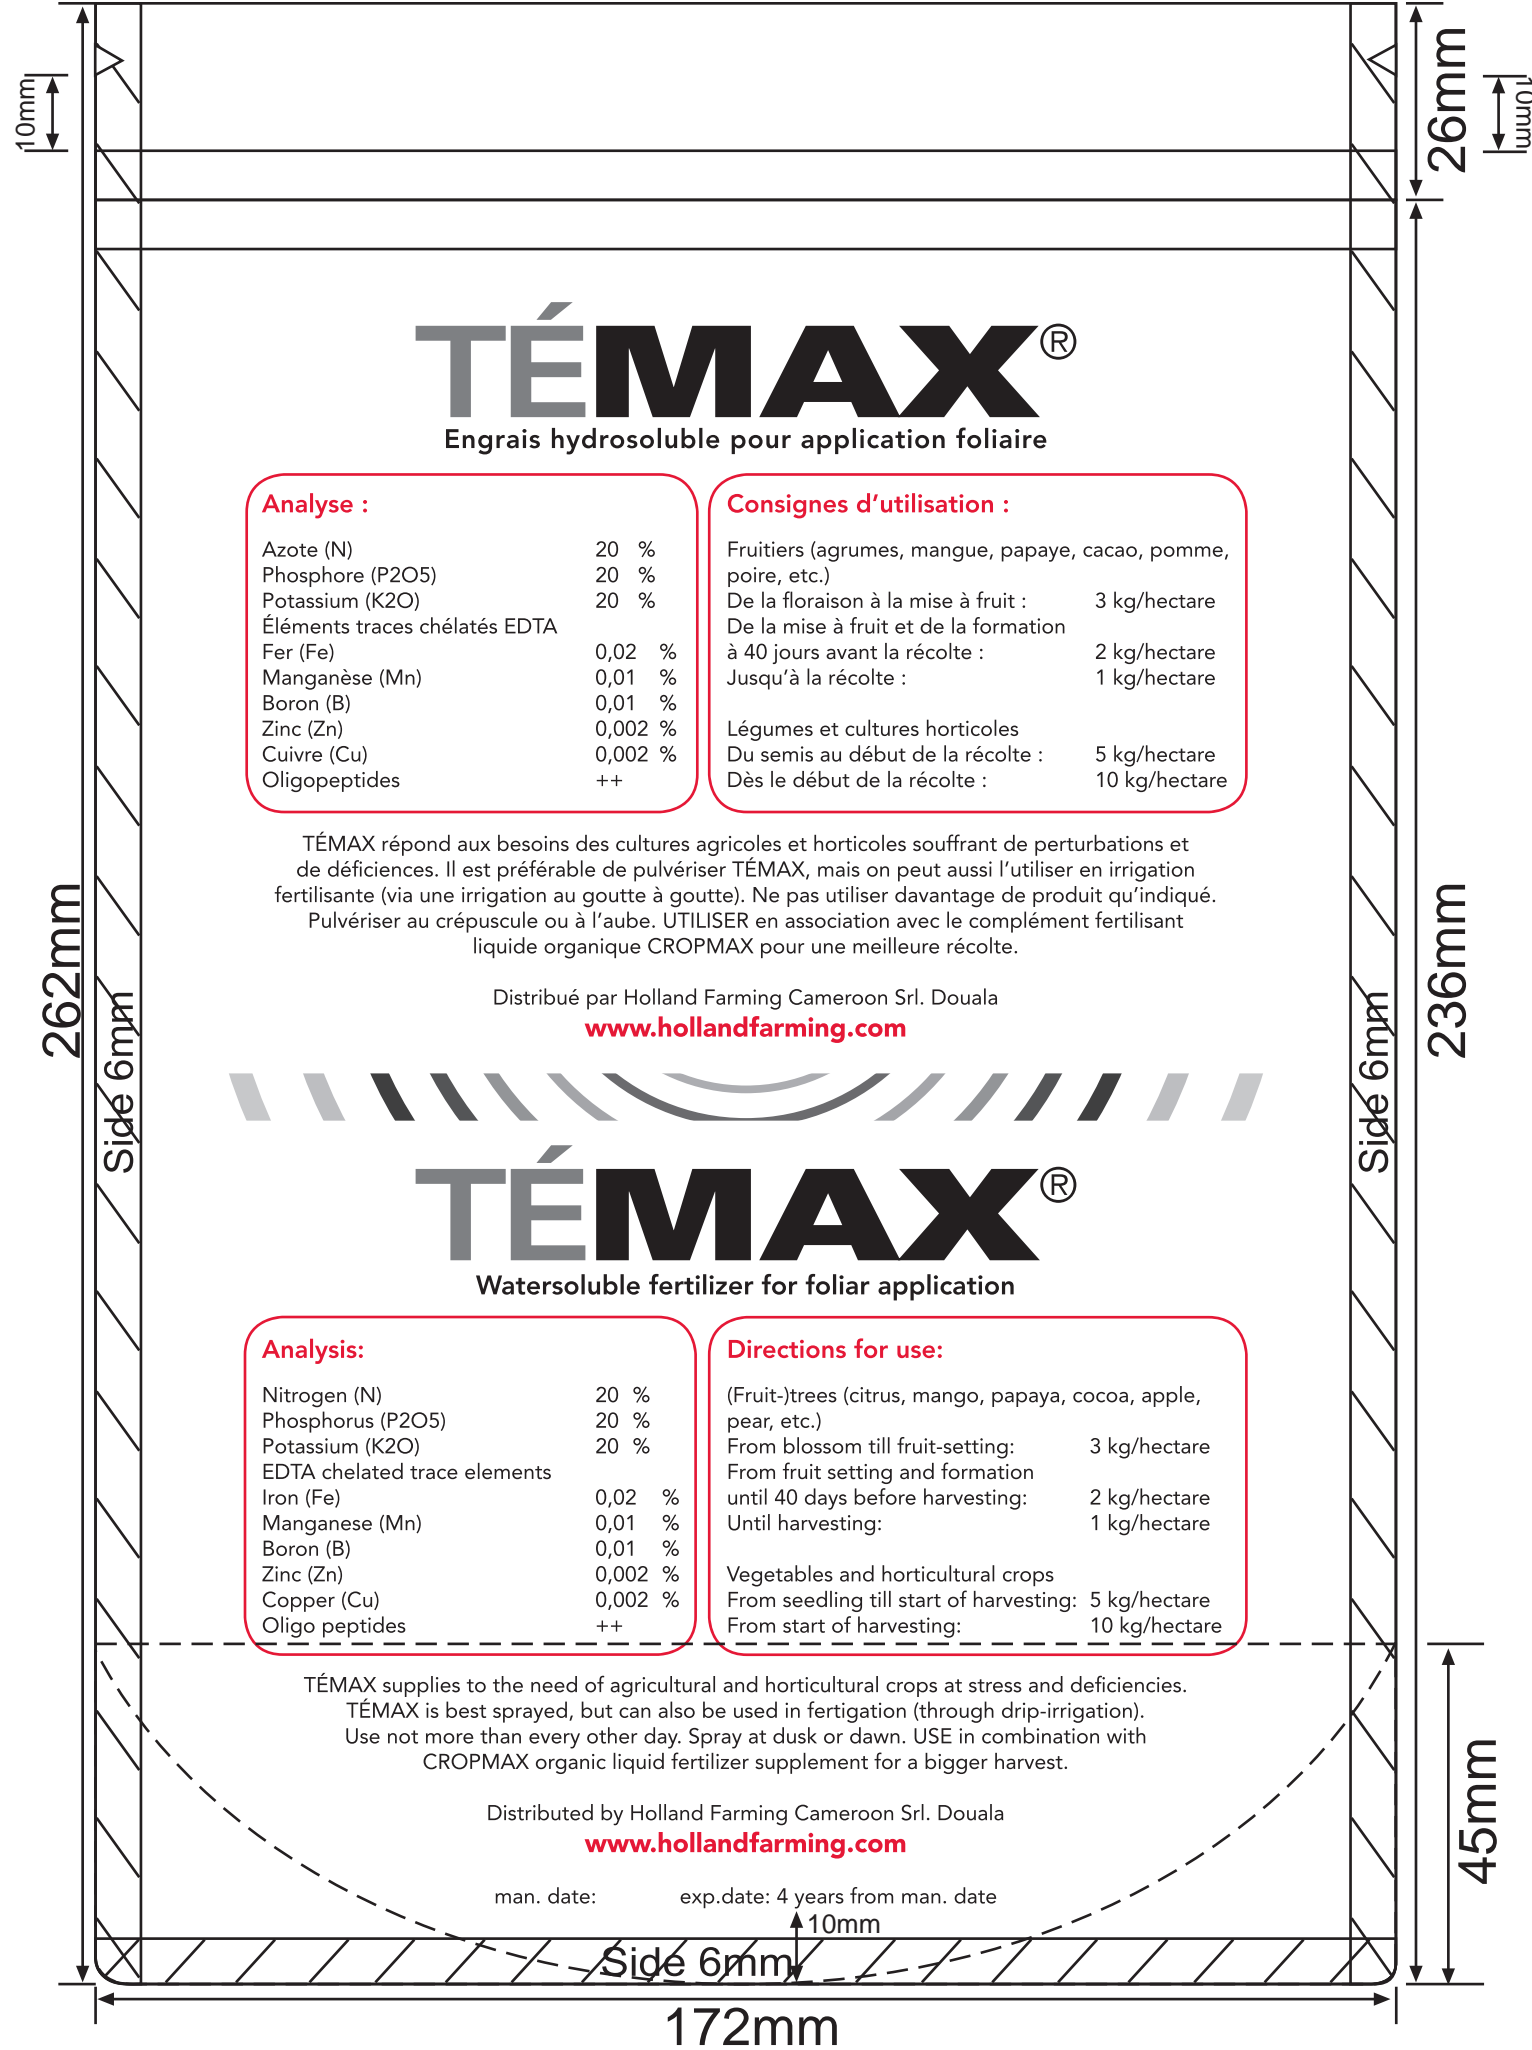 26mm
10mm
10mm
TÉMAX®
Engrais hydrosoluble pour application foliaire
Analyse :
Azote (N) 20 %
Phosphore (P2O5) 20 %
Potassium (K2O) 20 %
Éléments traces chélatés EDTA
Fer (Fe) 0,02 %
Manganèse (Mn) 0,01 %
Boron (B) 0,01 %
Zinc (Zn) 0,002 %
Cuivre (Cu) 0,002 %
Oligopeptides ++
Consignes d’utilisation :
Fruitiers (agrumes, mangue, papaye, cacao, pomme,
poire, etc.)
De la floraison à la mise à fruit : 3 kg/hectare
De la mise à fruit et de la formation
à 40 jours avant la récolte : 2 kg/hectare
Jusqu’à la récolte : 1 kg/hectare
Légumes et cultures horticoles
Du semis au début de la récolte : 5 kg/hectare
Dès le début de la récolte : 10 kg/hectare
TÉMAX répond aux besoins des cultures agricoles et horticoles souffrant de perturbations et
de déficiences. Il est préférable de pulvériser TÉMAX, mais on peut aussi l’utiliser en irrigation
fertilisante (via une irrigation au goutte à goutte). Ne pas utiliser davantage de produit qu’indiqué.
Pulvériser au crépuscule ou à l’aube. UTILISER en association avec le complément fertilisant
liquide organique CROPMAX pour une meilleure récolte.
Distribué par Holland Farming Cameroon Srl. Douala
www.hollandfarming.com
262mm
Side 6mm
Side 6mm
236mm
TÉMAX®
Watersoluble fertilizer for foliar application
Analysis:
Nitrogen (N) 20 %
Phosphorus (P2O5) 20 %
Potassium (K2O) 20 %
EDTA chelated trace elements
Iron (Fe) 0,02 %
Manganese (Mn) 0,01 %
Boron (B) 0,01 %
Zinc (Zn) 0,002 %
Copper (Cu) 0,002 %
Oligo peptides ++
Directions for use:
(Fruit-)trees (citrus, mango, papaya, cocoa, apple,
pear, etc.)
From blossom till fruit-setting: 3 kg/hectare
From fruit setting and formation
until 40 days before harvesting: 2 kg/hectare
Until harvesting: 1 kg/hectare
Vegetables and horticultural crops
From seedling till start of harvesting: 5 kg/hectare
From start of harvesting: 10 kg/hectare
TÉMAX supplies to the need of agricultural and horticultural crops at stress and deficiencies.
TÉMAX is best sprayed, but can also be used in fertigation (through drip-irrigation).
Use not more than every other day. Spray at dusk or dawn. USE in combination with
CROPMAX organic liquid fertilizer supplement for a bigger harvest.
Distributed by Holland Farming Cameroon Srl. Douala
www.hollandfarming.com
45mm
man. date: exp.date: 4 years from man. date
10mm
Side 6mm
172mm